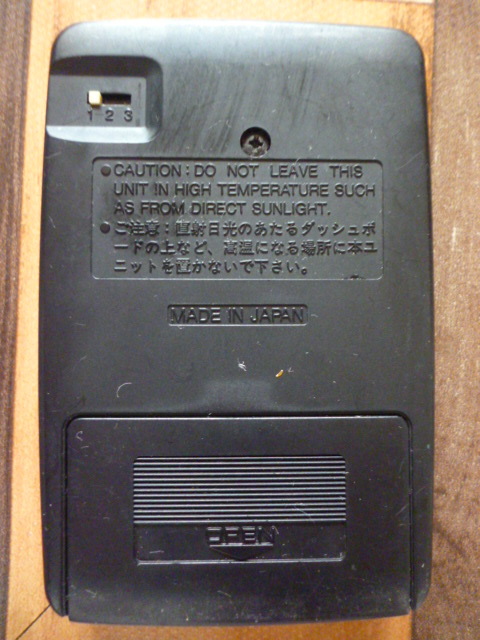 1 2 3
●CAUTION:DO NOT LEAVE THIS
UNIT IN HIGH TEMPERATURE SUCH
AS FROM DIRECT SUNLIGHT.
●ご注意:直射日光のあたるダッシュボ
ードの上など、高温になる場所に本ユ
ニットを置かないで下さい。
MADE IN JAPAN
OPEN